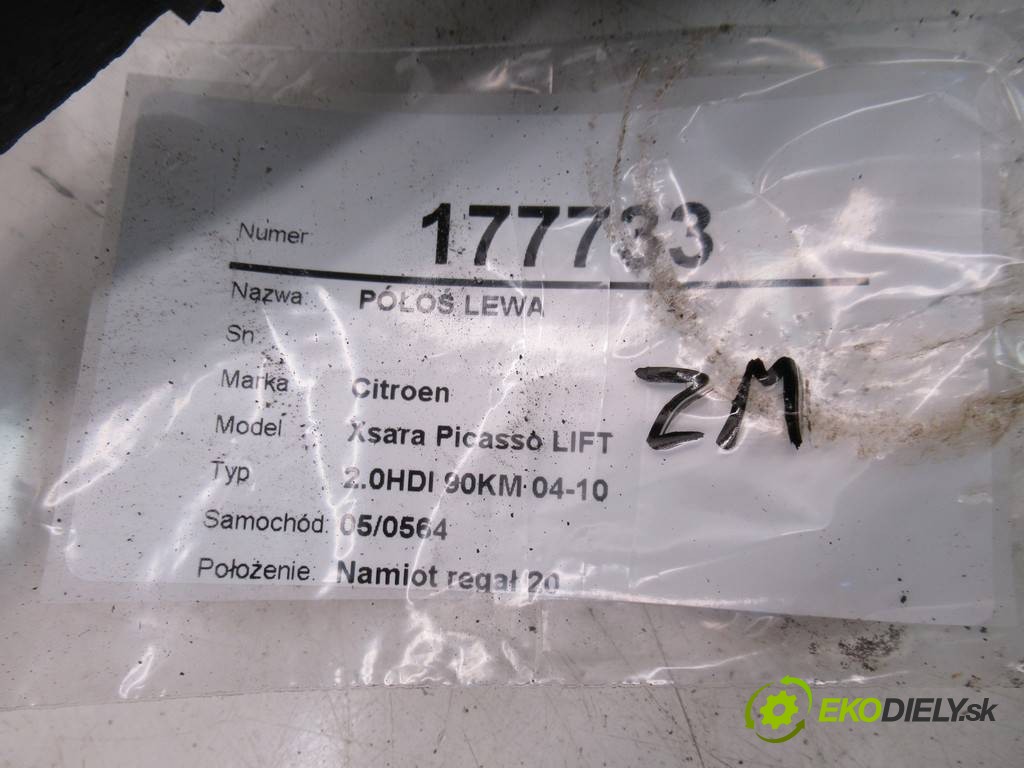 Numer 177733
Nazwa: PÓŁOŚ LEWA
Sn
Marka Citroen
Model Xsara Picasso LIFT
Typ 2.0HDI 90KM 04-10
Samochód: 05/0564
Położenie: Namiot regał 20
ZM
EKODIELY.sk